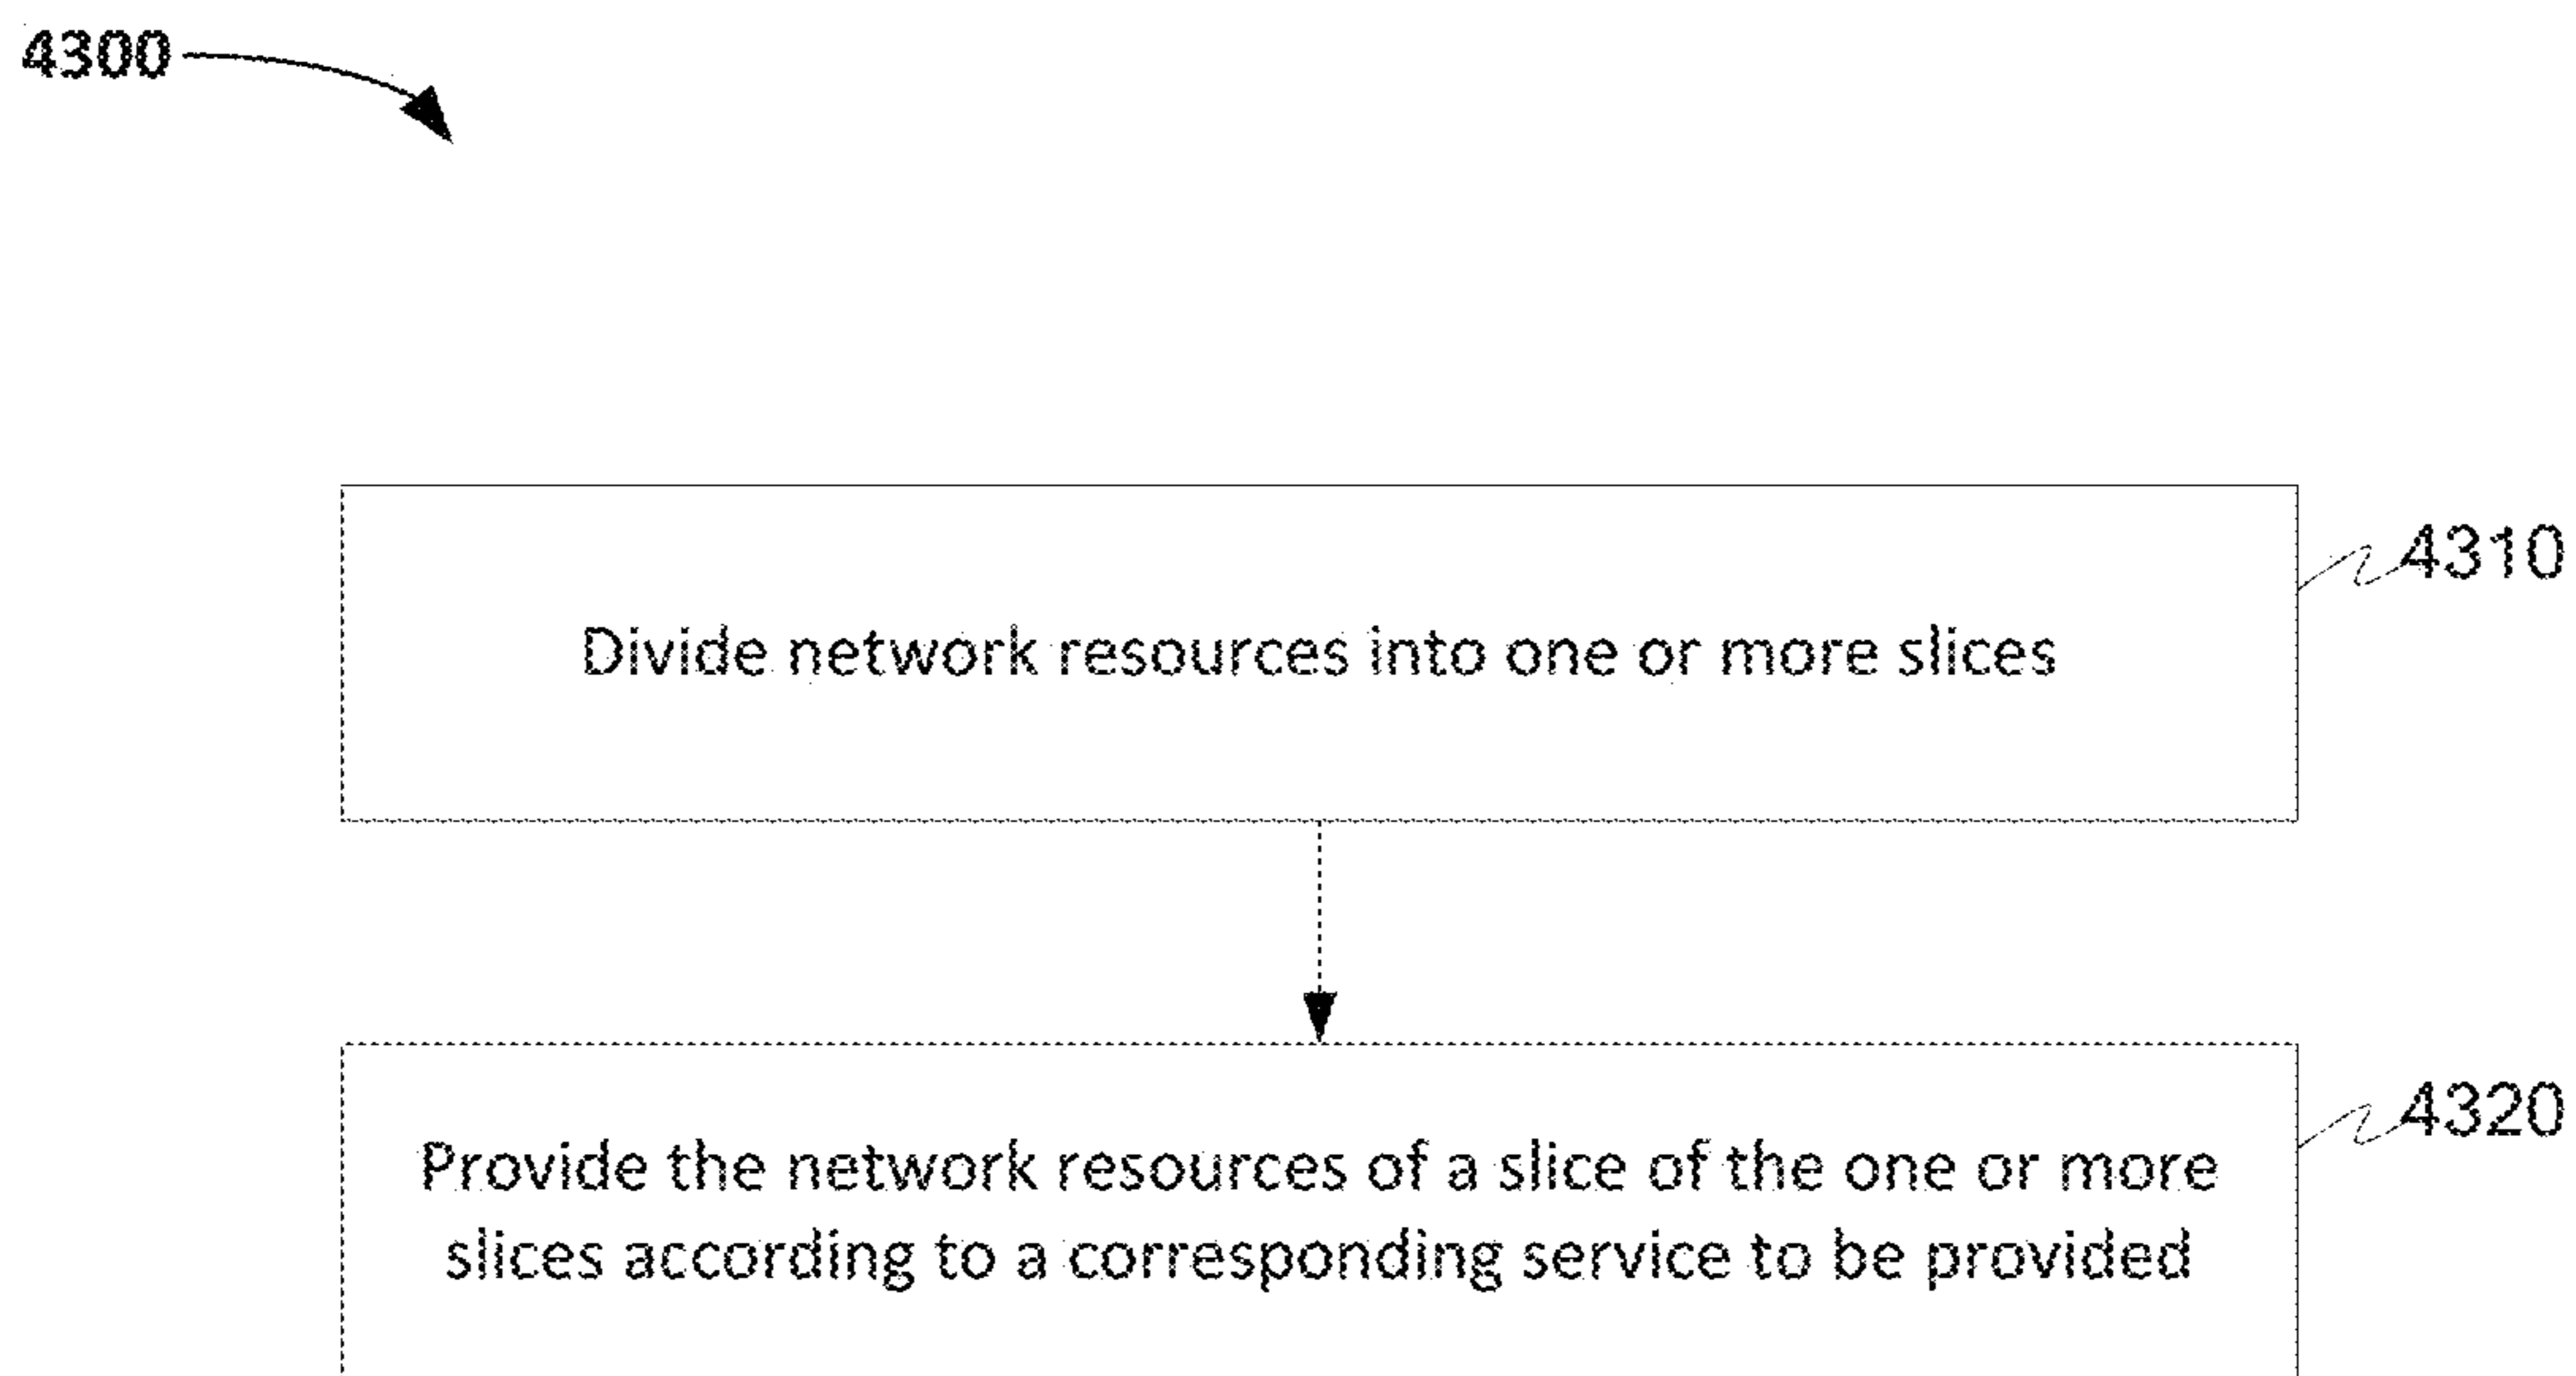 4300
4310
Divide network resources into one or more slices
4320
Provide the network resources of a slice of the one or more
slices according to a corresponding service to be provided